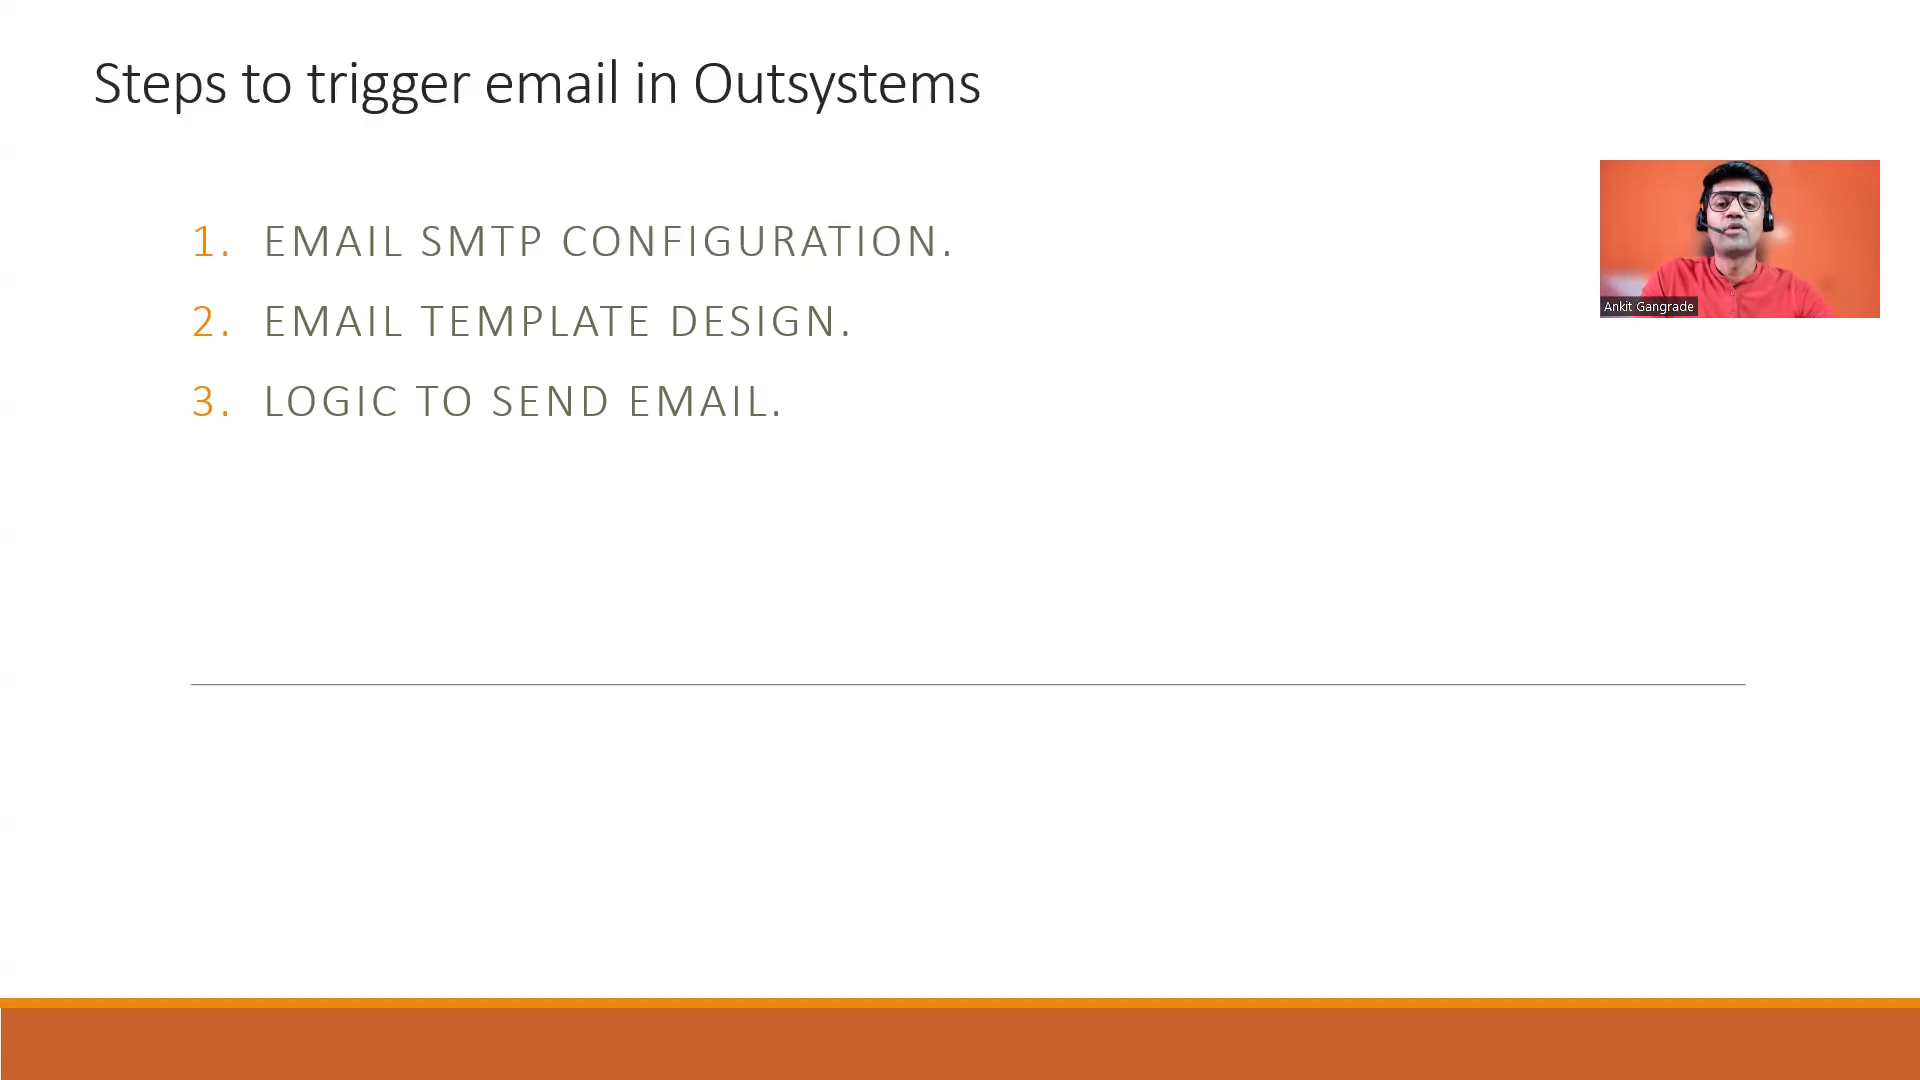 Steps to trigger email in Outsystems
1. EMAIL SMTP CONFIGURATION.
2. EMAIL TEMPLATE DESIGN.
3. LOGIC TO SEND EMAIL.
Ankit Gangrade